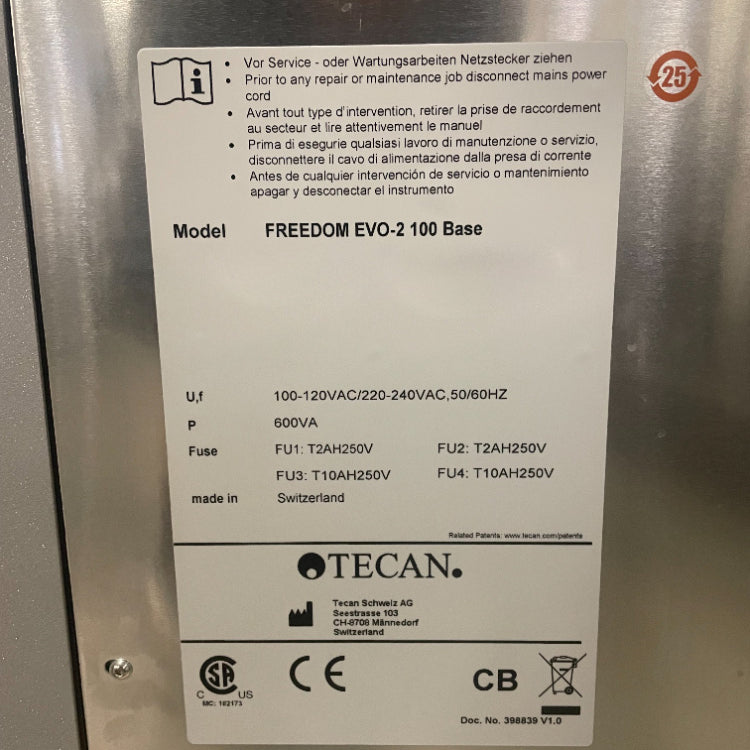 • Vor Service - oder Wartungsarbeiten Netzstecker ziehen
• Prior to any repair or maintenance job disconnect mains power
cord
• Avant tout type d'intervention, retirer la prise de raccordement
au secteur et lire attentivement le manuel
• Prima di esegurie qualsiasi lavoro di manutenzione o servizio,
disconnettere il cavo di alimentazione dalla presa di corrente
• Antes de cualquier intervención de servicio o mantenimiento
apagar y desconectar el instrumento
25
Model FREEDOM EVO-2 100 Base
U,f 100-120VAC/220-240VAC,50/60HZ
P 600VA
Fuse FU1: T2AH250V FU2: T2AH250V
FU3: T10AH250V FU4: T10AH250V
made in Switzerland
Related Patents: www.tecan.com/patents
TECAN.
Tecan Schweiz AG
Seestrasse 103
CH-8708 Männedorf
Switzerland
SA
C US
MC: 182173
CE
CB
Doc. No. 398839 V1.0